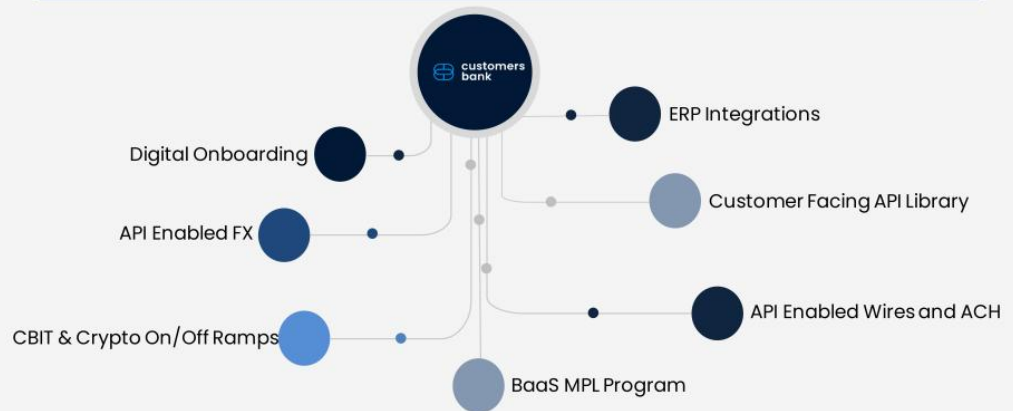 customers
bank
ERP Integrations
Digital Onboarding
Customer Facing API Library
API Enabled FX
API Enabled Wires and ACH
CBIT & Crypto On/Off Ramps
BaaS MPL Program